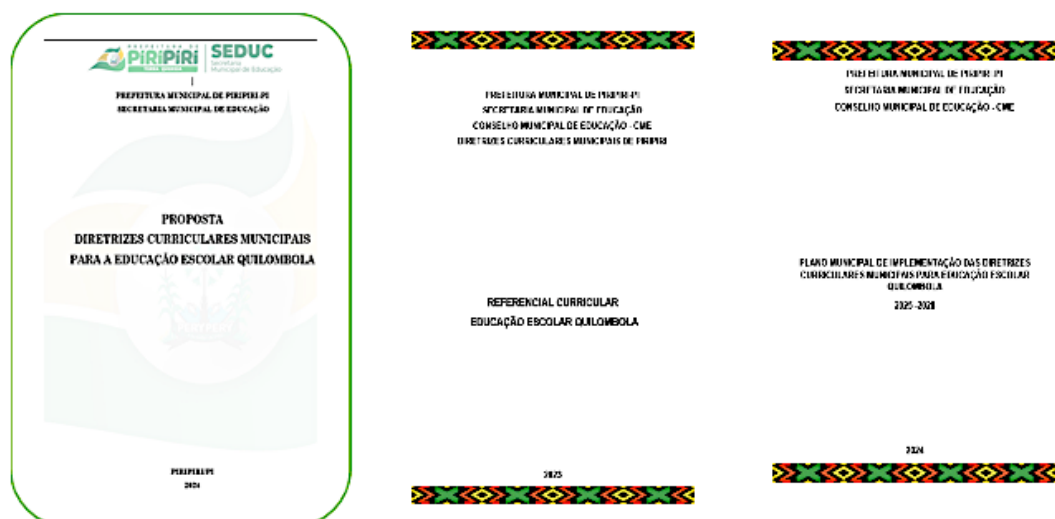 PREFEITURA DE
PIRIPIRI
SEDUC
Secretaria
Municipal de Educação
PREFEITURA MUNICIPAL DE PIRIPIRI-PI
SECRETARIA MUNICIPAL DE EDUCAÇÃO
PROPOSTA
DIRETRIZES CURRICULARES MUNICIPAIS
PARA A EDUCAÇÃO ESCOLAR QUILOMBOLA
PIRIPIRI/PI
PREFEITURA MUNICIPAL DE PIRIPIRI-PI
SECRETARIA MUNICIPAL DE EDUCAÇÃO
CONSELHO MUNICIPAL DE EDUCAÇÃO - CME
DIRETRIZES CURRICULARES MUNICIPAIS DE PIRIPIRI
REFERENCIAL CURRICULAR
EDUCAÇÃO ESCOLAR QUILOMBOLA
PREFEITURA MUNICIPAL DE PIRIPIRI-PI
SECRETARIA MUNICIPAL DE EDUCAÇÃO
CONSELHO MUNICIPAL DE EDUCAÇÃO - CME
PLANO MUNICIPAL DE IMPLEMENTAÇÃO DAS DIRETRIZES
CURRICULARES MUNICIPAIS PARA EDUCAÇÃO ESCOLAR
QUILOMBOLA
2024